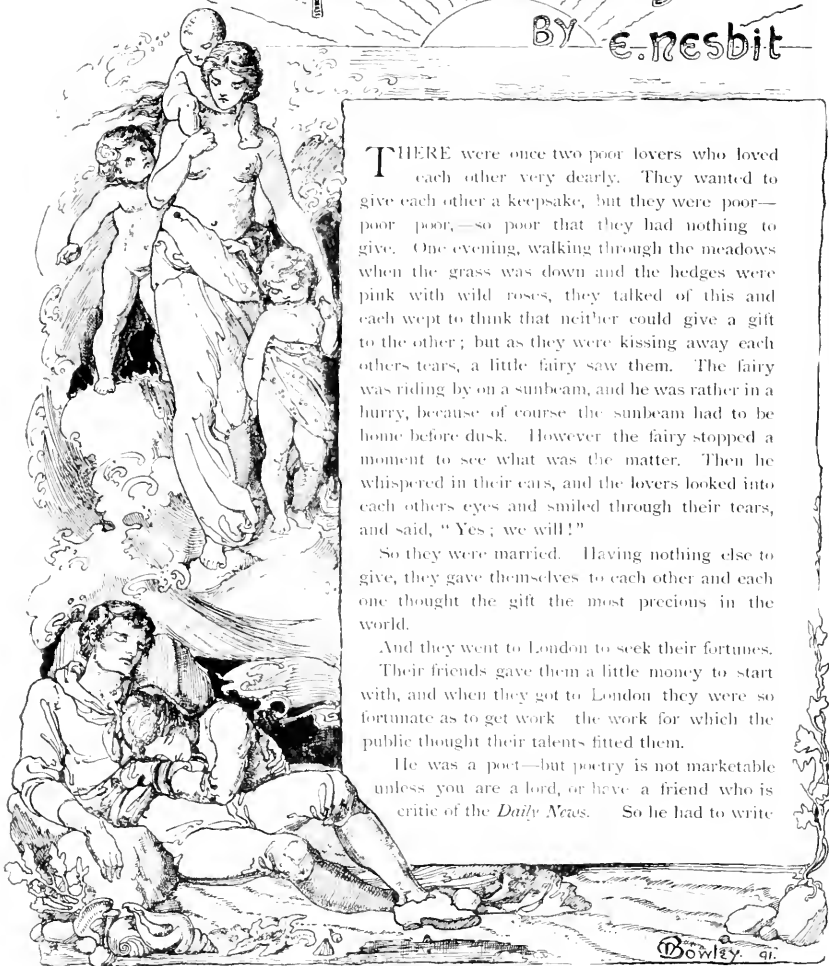 BY E. Nesbit
THERE were once two poor lovers who loved
each other very dearly. They wanted to
give each other a keepsake, but they were poor—
poor poor,—so poor that they had nothing to
give. One evening, walking through the meadows
when the grass was down and the hedges were
pink with wild roses, they talked of this and
each wept to think that neither could give a gift
to the other; but as they were kissing away each
others tears, a little fairy saw them. The fairy
was riding by on a sunbeam, and he was rather in a
hurry, because of course the sunbeam had to be
home before dusk. However the fairy stopped a
moment to see what was the matter. Then he
whispered in their ears, and the lovers looked into
each others eyes and smiled through their tears,
and said, "Yes; we will!"
So they were married. Having nothing else to
give, they gave themselves to each other and each
one thought the gift the most precious in the
world.
And they went to London to seek their fortunes.
Their friends gave them a little money to start
with, and when they got to London they were so
fortunate as to get work the work for which the
public thought their talents fitted them.
He was a poet—but poetry is not marketable
unless you are a lord, or have a friend who is
critic of the Daily News. So he had to write
Bowley. 91.